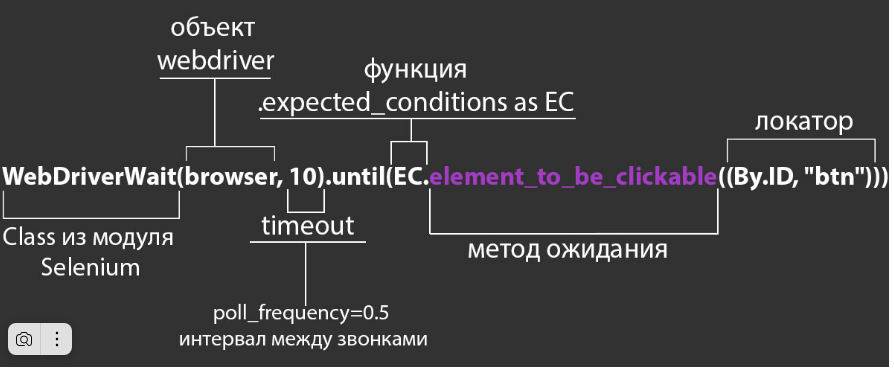 объект
webdriver
функция
.expected_conditions as EC
локатор
WebDriverWait(browser, 10).until(EC.element_to_be_clickable((By.ID, "btn")))
Class из модуля
Selenium
timeout
метод ожидания
poll_frequency=0.5
интервал между звонками